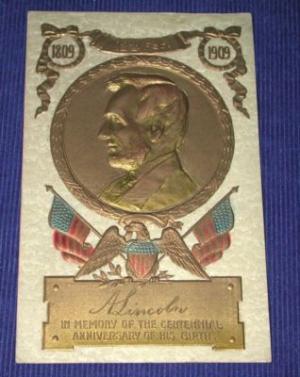 1809
1909
A. Lincoln
IN MEMORY OF THE CENTENNIAL
ANNIVERSARY OF HIS BIRTH